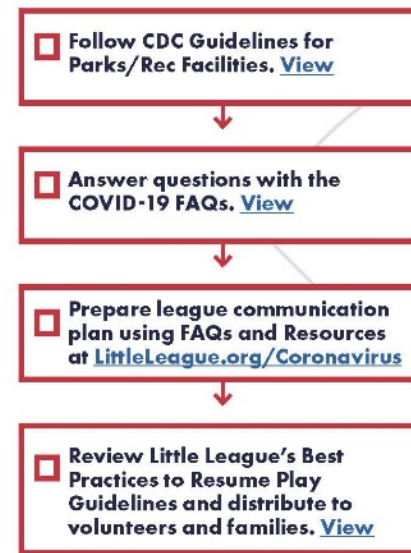 Follow CDC Guidelines for
Parks/Rec Facilities. View
Answer questions with the
COVID-19 FAQs. View
Prepare league communication
plan using FAQs and Resources
at LittleLeague.org/Coronavirus
Review Little League's Best
Practices to Resume Play
Guidelines and distribute to
volunteers and families. View